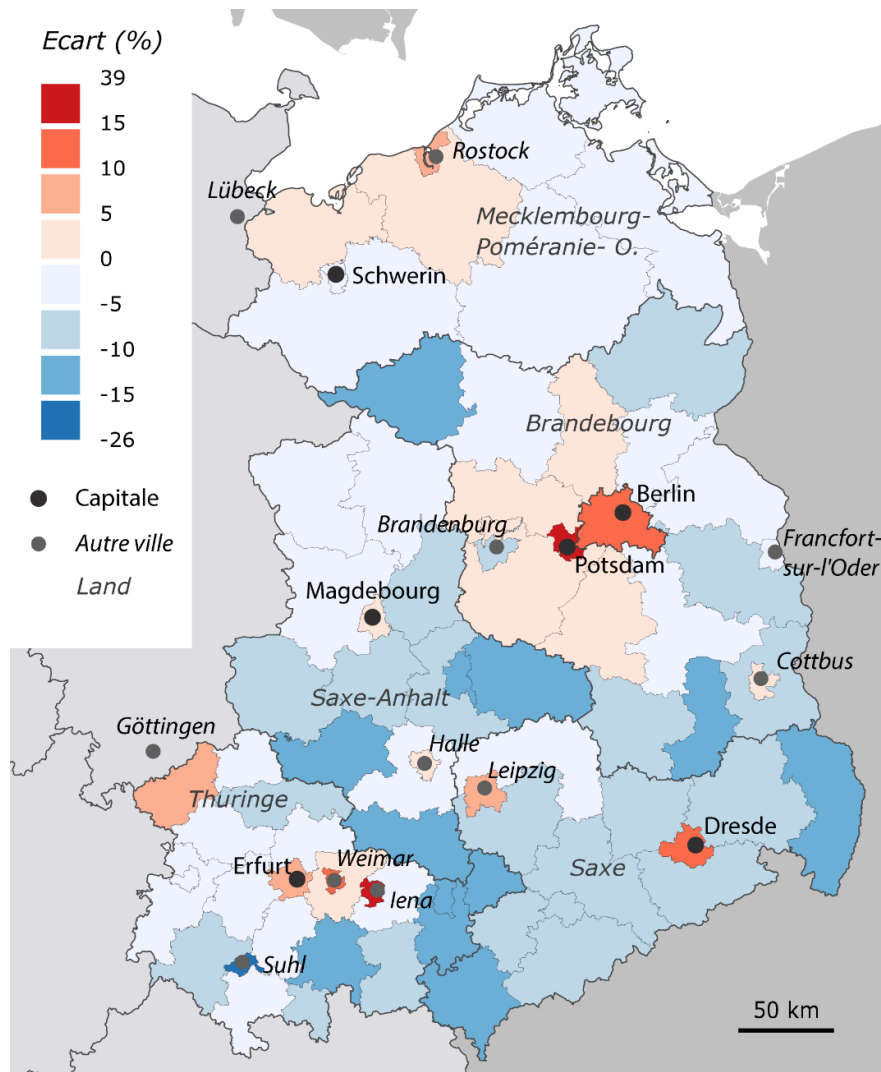 Ecart (%)
39
15
10
5
0
-5
-10
-15
-26
Capitale
Autre ville
Land
Rostock
Lübeck
Mecklembourg-
Poméranie- O.
Schwerin
Brandebourg
Berlin
Brandenburg
Francfort-
sur-l'Oder
Potsdam
Magdebourg
Cottbus
Saxe-Anhalt
Göttingen
Halle
Leipzig
Thuringe
Dresde
Erfurt
Weimar
Saxe
Iena
Suhl
50 km